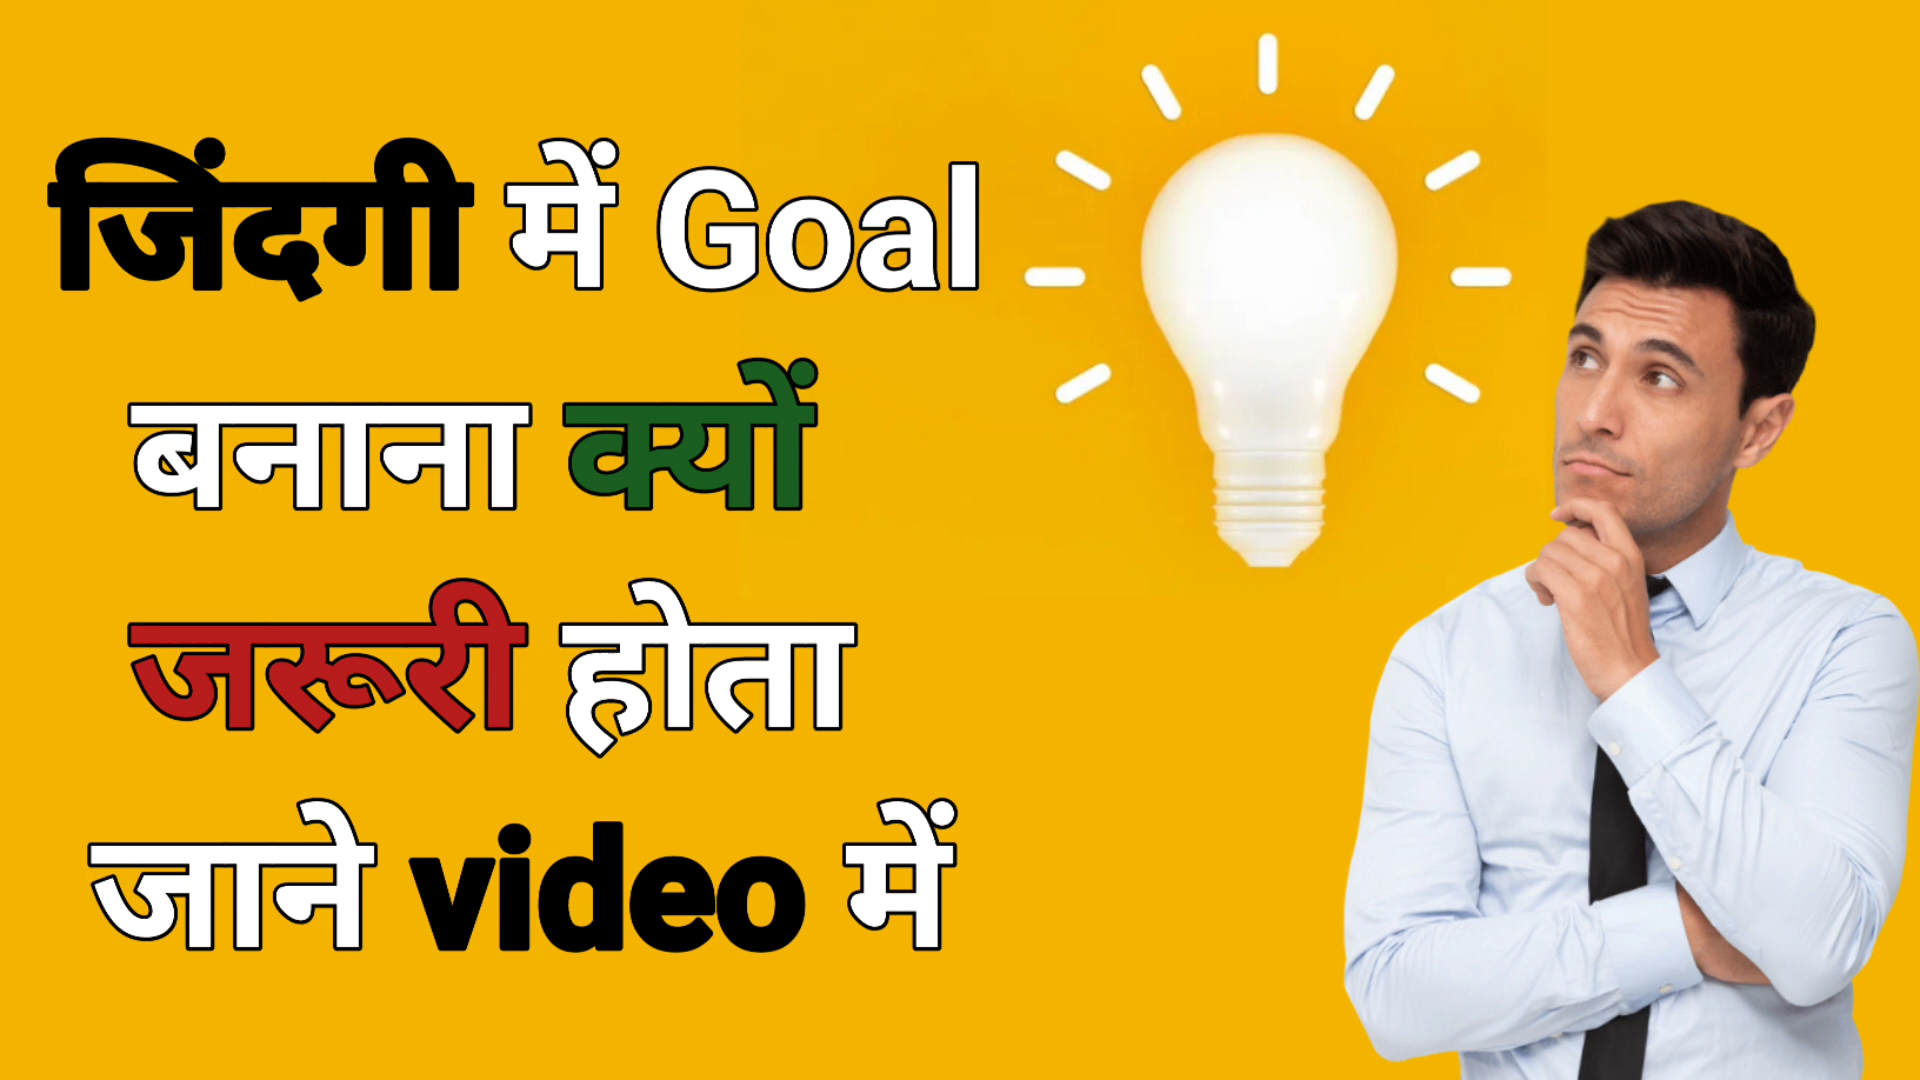 जिंदगी में Goal
बनाना क्यों
जरूरी होता
जाने video में